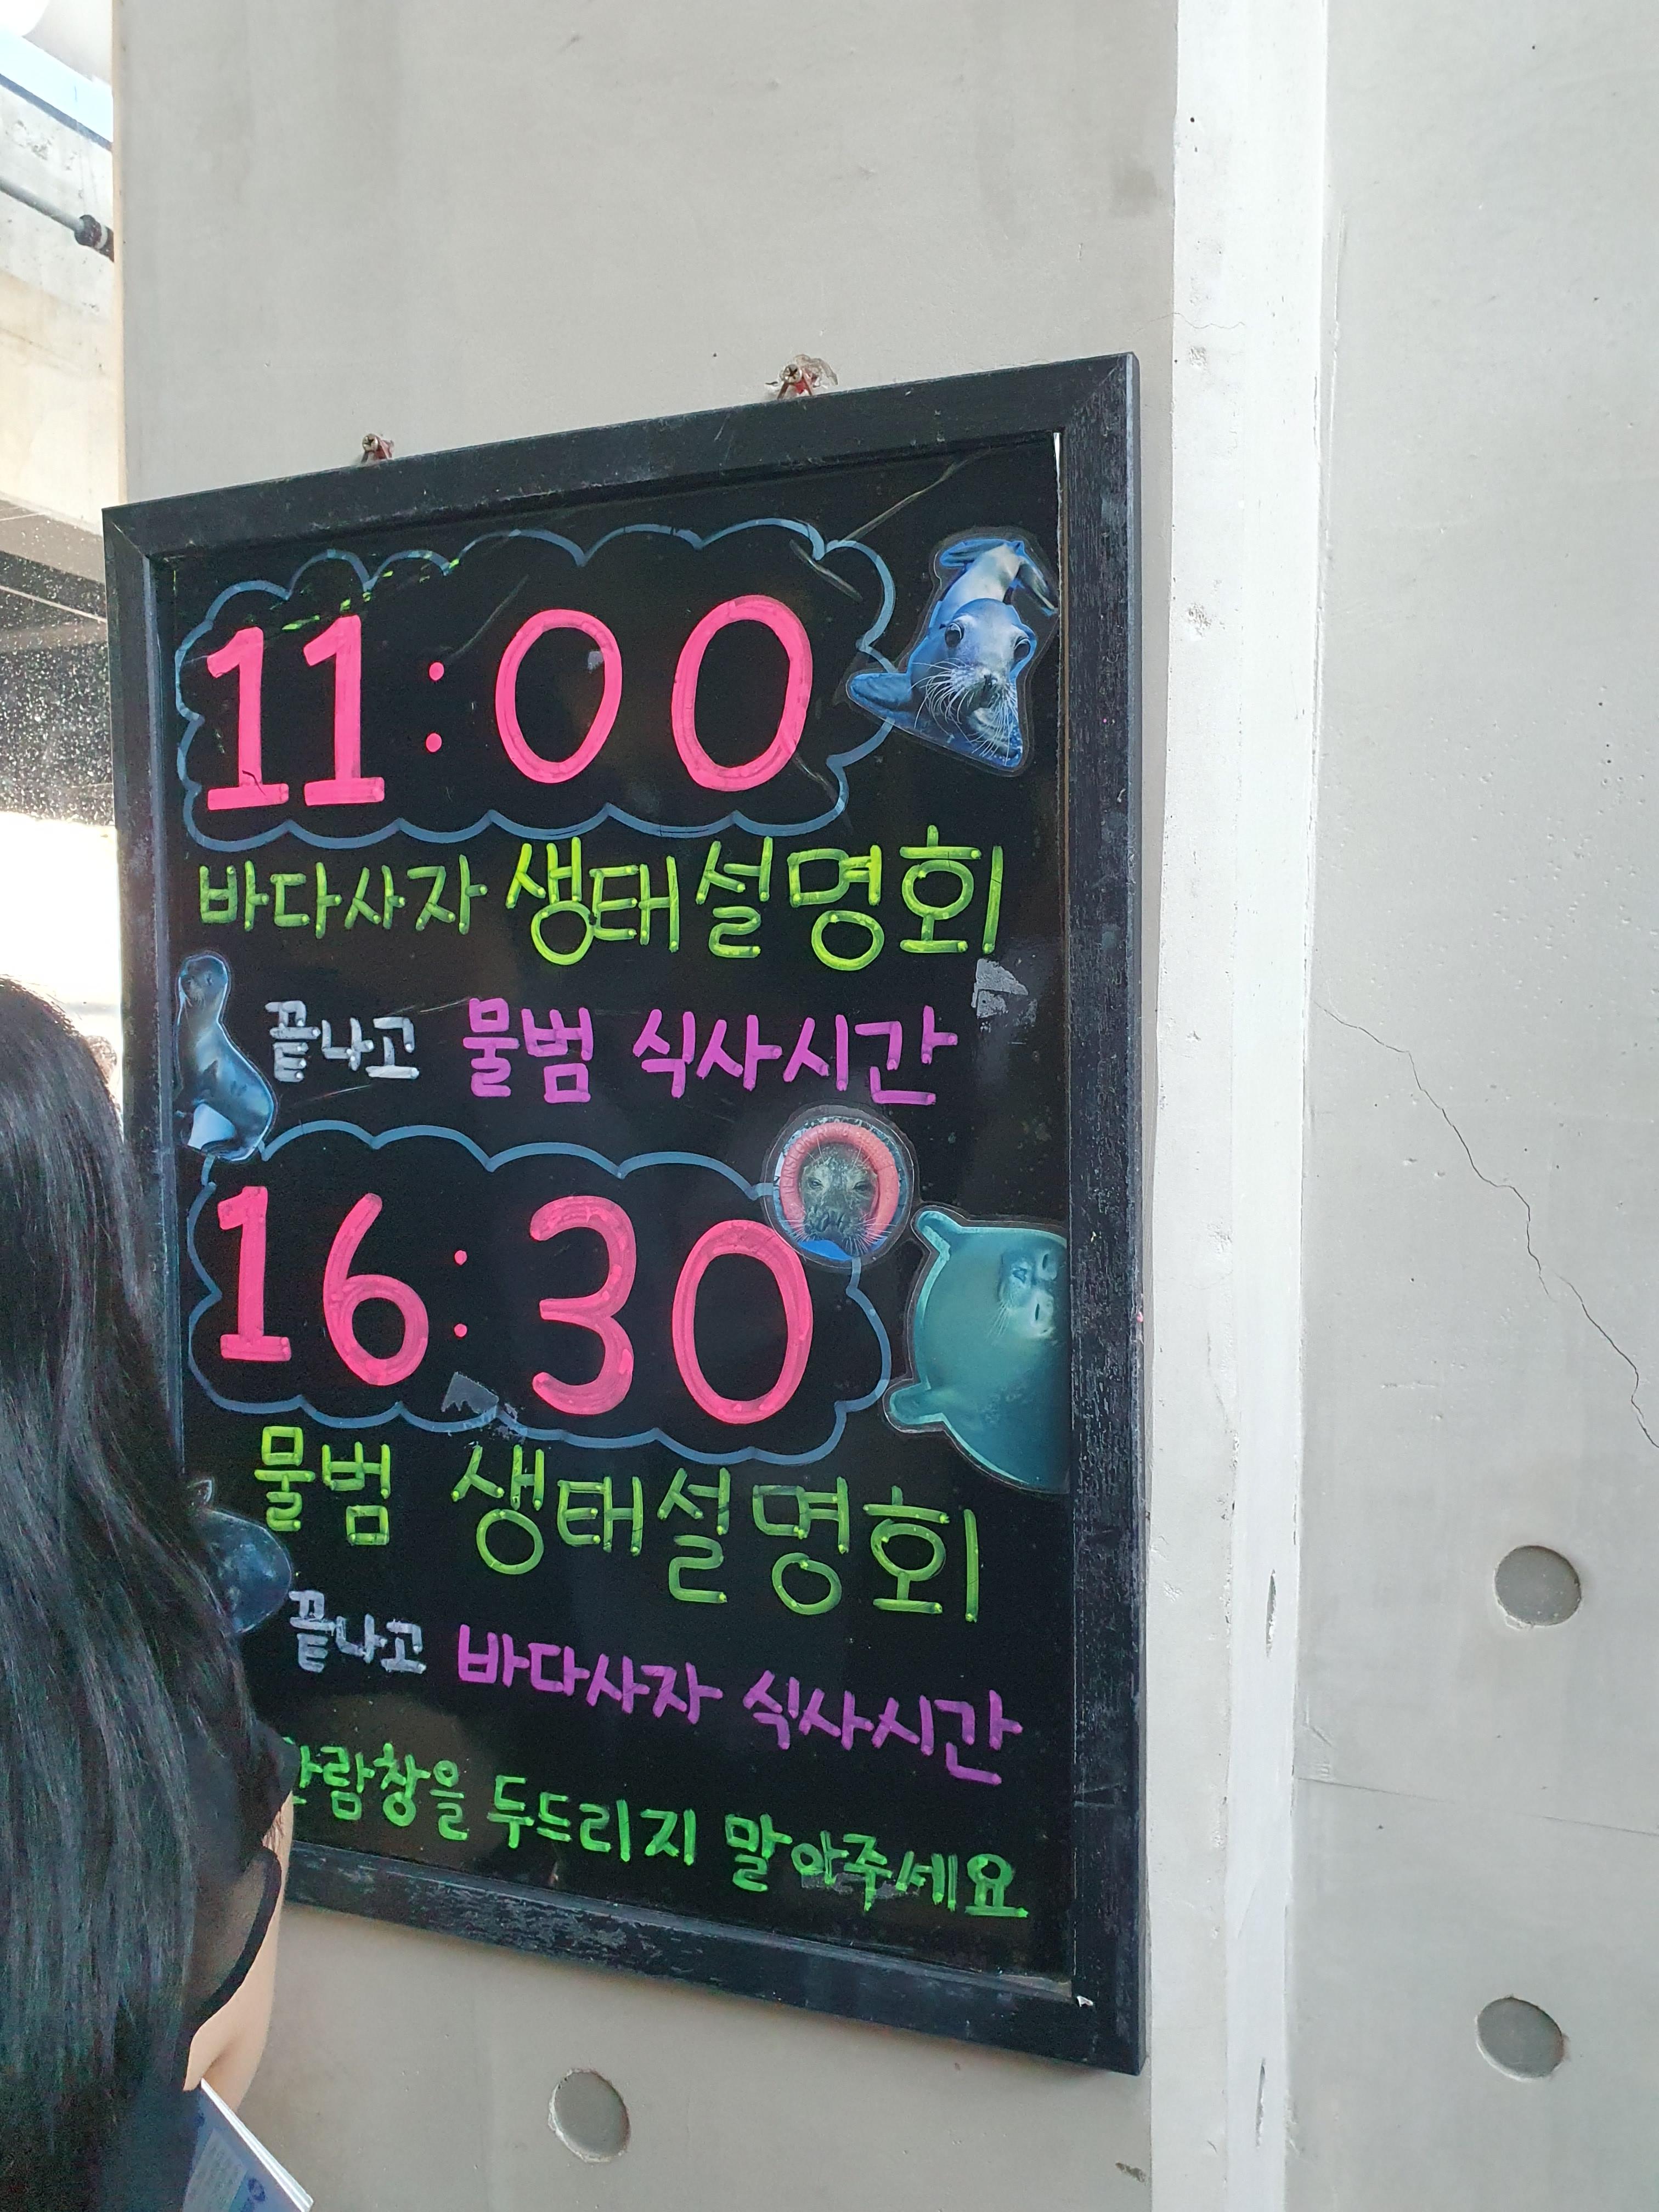 11:00
바다사자 생태설명회
끝나고 물범 식사시간
16:30
물범 생태설명회
끝나고 바다사자 식사시간
관람창을 두드리지 말아주세요